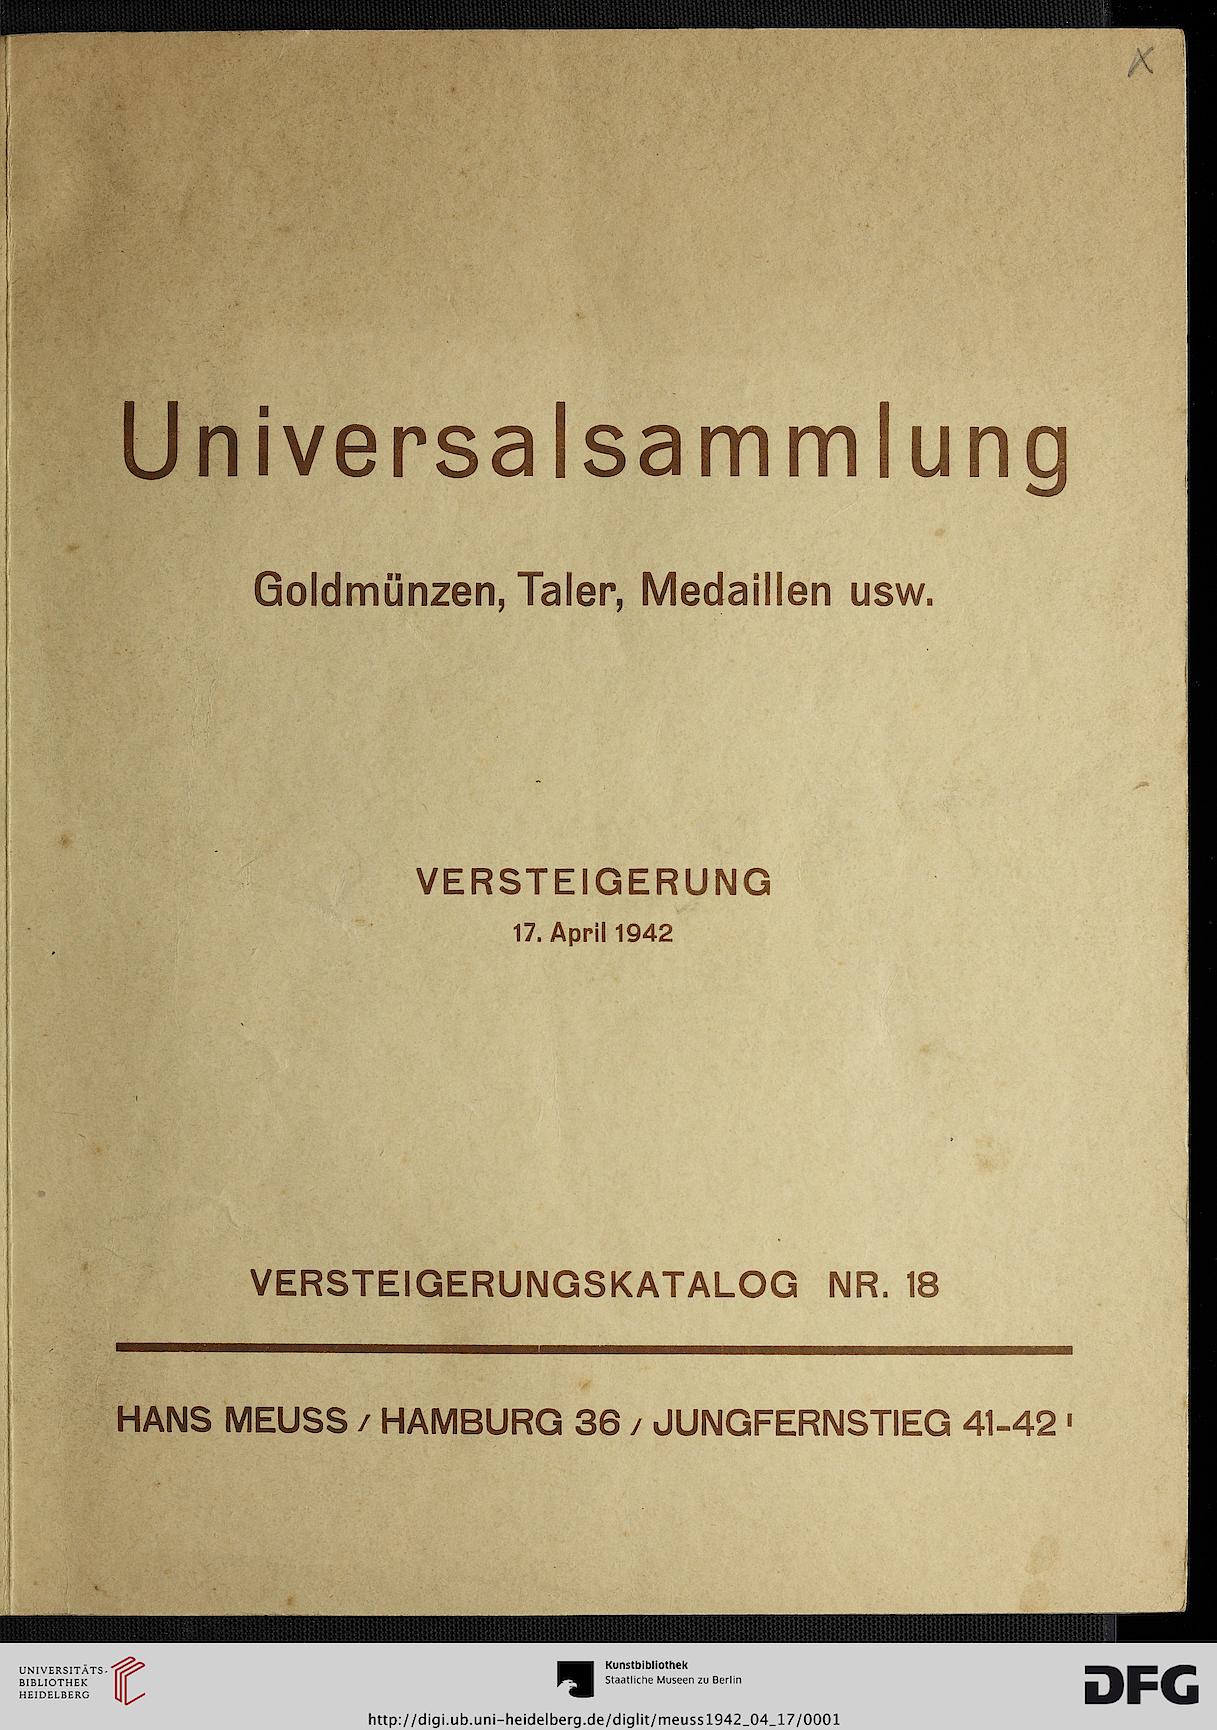 X
Universalsammlung
Goldmünzen, Taler, Medaillen usw.
VERSTEIGERUNG
17. April 1942
VERSTEIGERUNGSKATALOG NR. 18
HANS MEUSS / HAMBURG 36 / JUNGFERNSTIEG 41-42 I
UNIVERSITÄTS-
BIBLIOTHEK
HEIDELBERG
Kunstbibliothek
Staatliche Museen zu Berlin
DFG
http://digi.ub.uni-heidelberg.de/diglit/meuss1942_04_17/0001